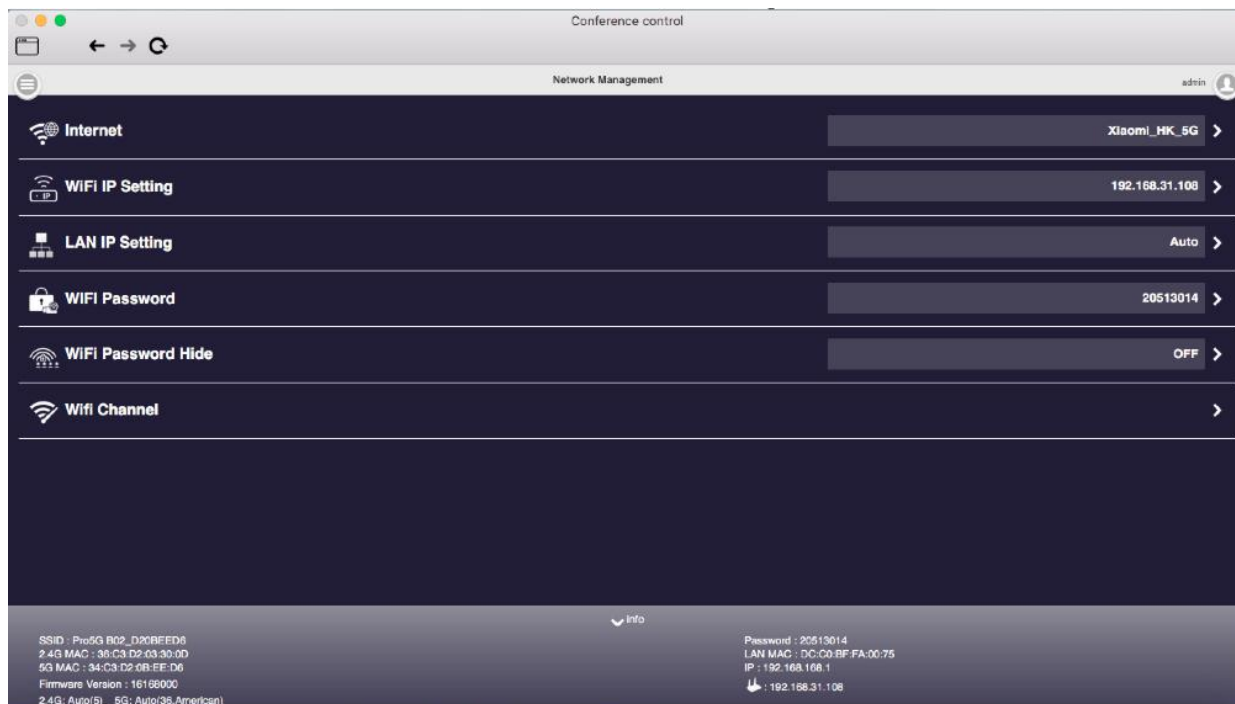 Conference control
Network Management
admin
Internet
Xiaomi_HK_5G
WiFi IP Setting
IP
192.168.31.108
LAN IP Setting
Auto
WIFI Password
20513014
WiFi Password Hide
OFF
Wifi Channel
Info
SSID : Pro5G B02_D20BEED6
Password : 20513014
2.4G MAC : 36:C3:D2:03:30:0D
LAN MAC : DC:C0:BF:FA:00:75
5G MAC : 34:C3:D2:0B:EE:D6
IP : 192.168.168.1
Firmware Version : 16168000
: 192.168.31.108
2.4G: Auto(5) 5G: Auto(36,American)